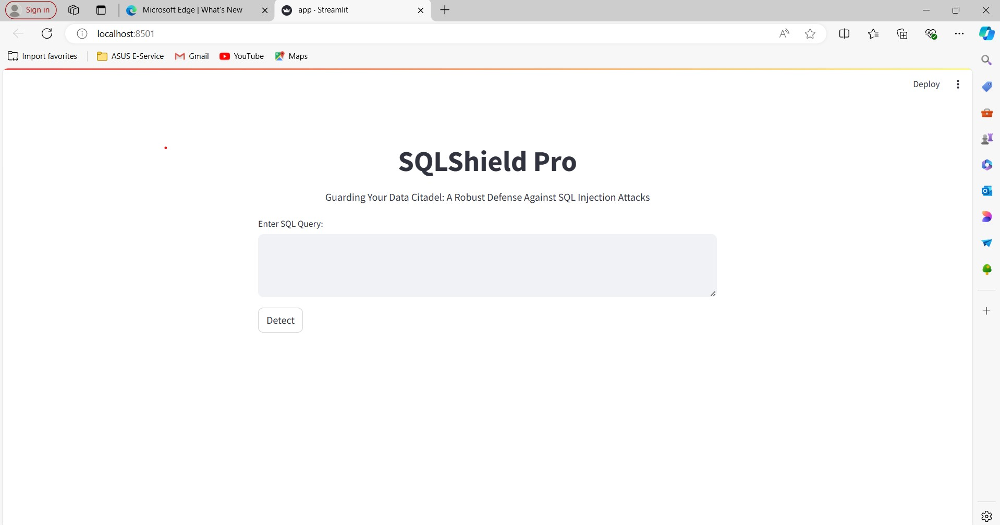 Sign in
Microsoft Edge | What's New
app · Streamlit
localhost:8501
Import favorites
ASUS E-Service
Gmail
YouTube
Maps
Deploy
SQLShield Pro
Guarding Your Data Citadel: A Robust Defense Against SQL Injection Attacks
Enter SQL Query:
Detect